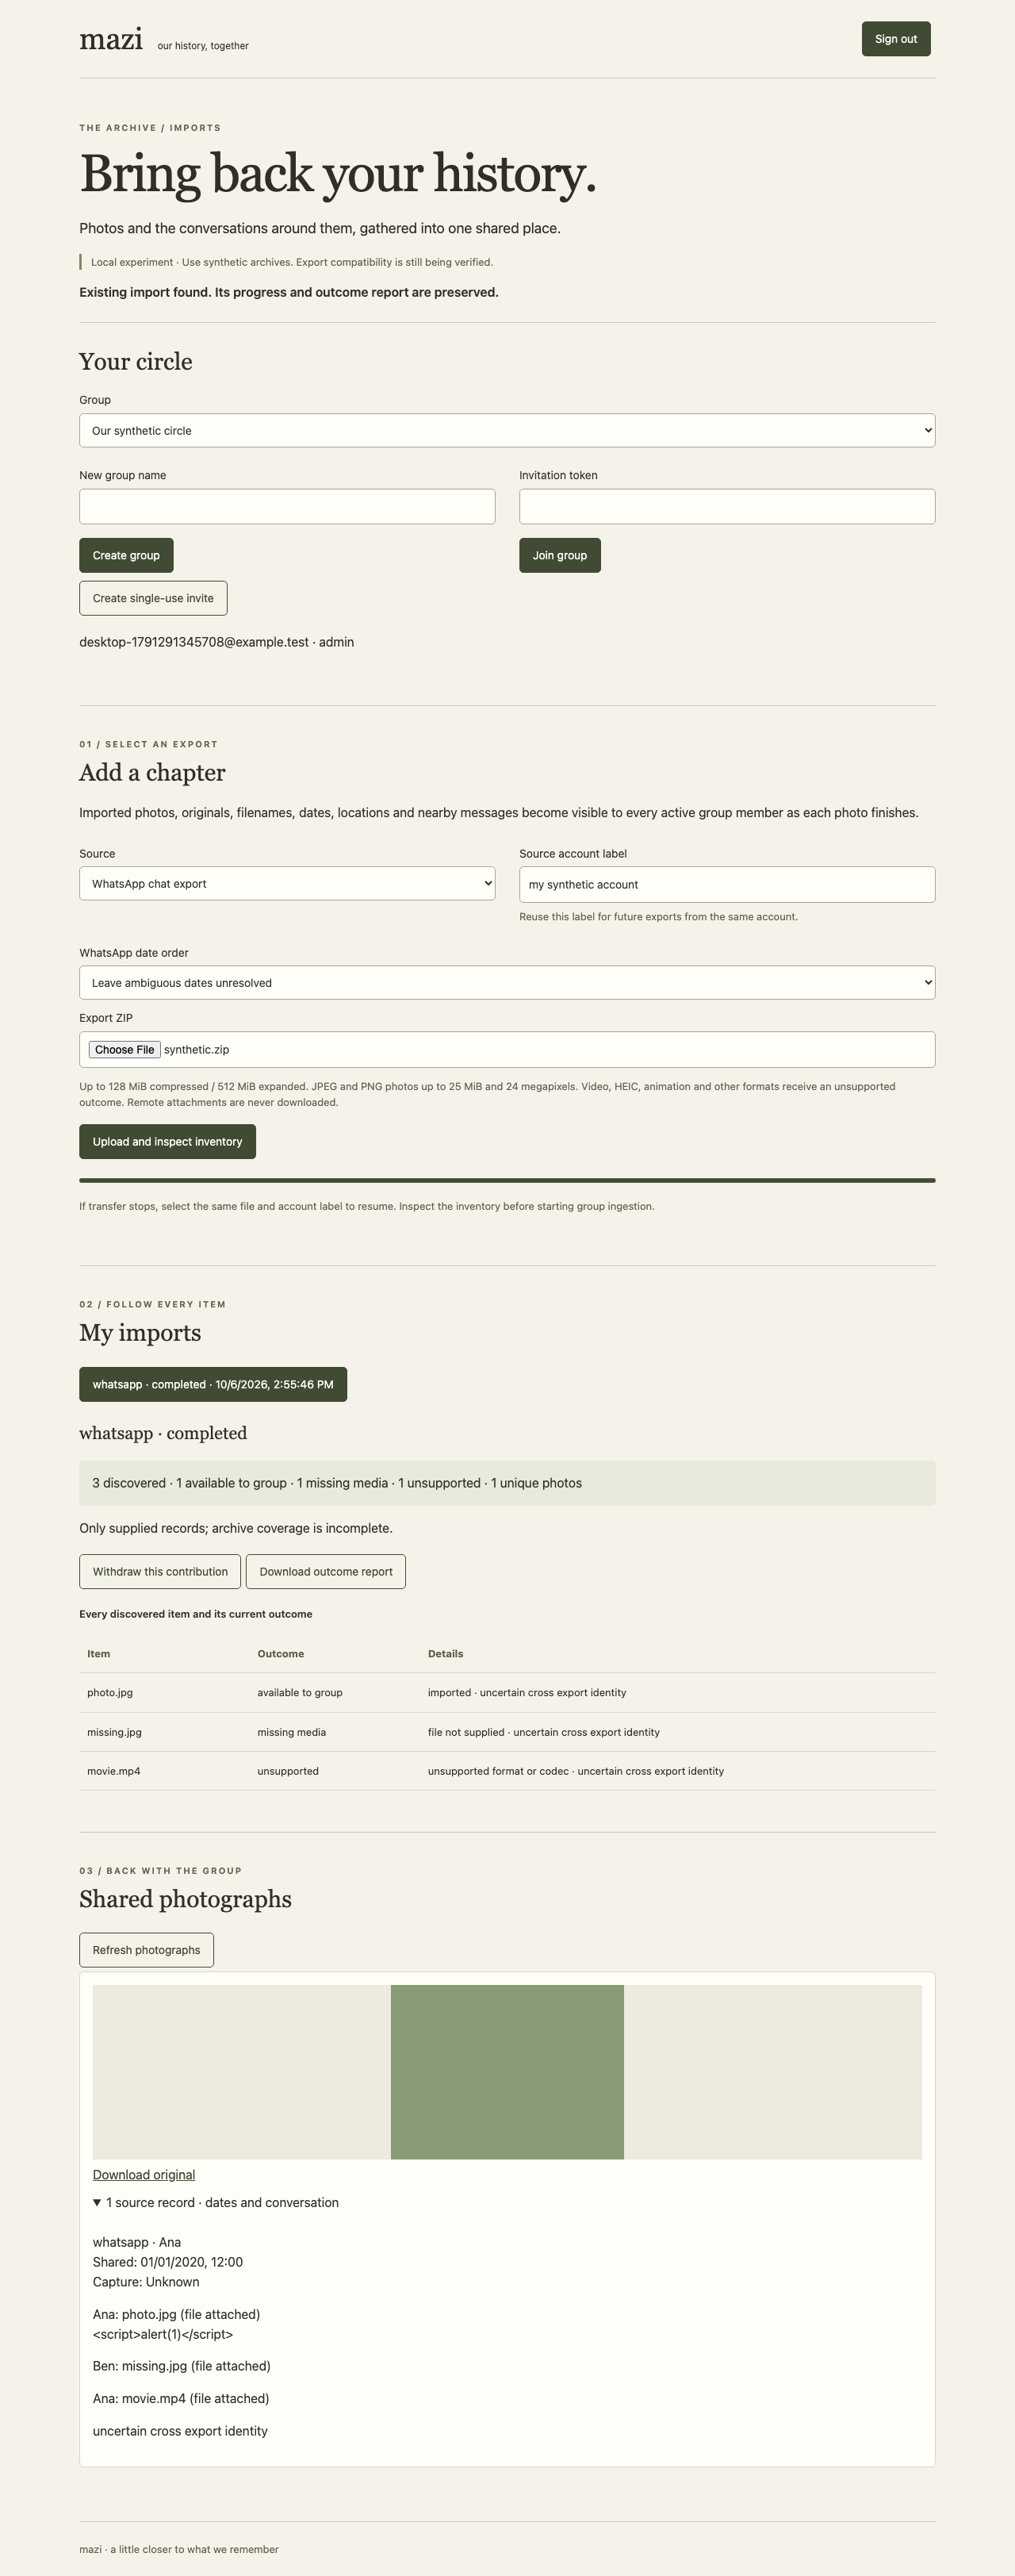 mazi our history, together
Sign out
THE ARCHIVE / IMPORTS
Bring back your history.
Photos and the conversations around them, gathered into one shared place.
Local experiment · Use synthetic archives. Export compatibility is still being verified.
Existing import found. Its progress and outcome report are preserved.
Your circle
Group
Our synthetic circle
New group name
Invitation token
Create group
Join group
Create single-use invite
desktop-1791291345708@example.test · admin
01 / SELECT AN EXPORT
Add a chapter
Imported photos, originals, filenames, dates, locations and nearby messages become visible to every active group member as each photo finishes.
Source
Source account label
WhatsApp chat export
my synthetic account
Reuse this label for future exports from the same account.
WhatsApp date order
Leave ambiguous dates unresolved
Export ZIP
Choose File synthetic.zip
Up to 128 MiB compressed / 512 MiB expanded. JPEG and PNG photos up to 25 MiB and 24 megapixels. Video, HEIC, animation and other formats receive an unsupported
outcome. Remote attachments are never downloaded.
Upload and inspect inventory
If transfer stops, select the same file and account label to resume. Inspect the inventory before starting group ingestion.
02 / FOLLOW EVERY ITEM
My imports
whatsapp · completed · 10/6/2026, 2:55:46 PM
whatsapp · completed
3 discovered · 1 available to group · 1 missing media · 1 unsupported · 1 unique photos
Only supplied records; archive coverage is incomplete.
Withdraw this contribution
Download outcome report
Every discovered item and its current outcome
Item Outcome Details
photo.jpg available to group imported · uncertain cross export identity
missing.jpg missing media file not supplied · uncertain cross export identity
movie.mp4 unsupported unsupported format or codec · uncertain cross export identity
03 / BACK WITH THE GROUP
Shared photographs
Refresh photographs
Download original
▼ 1 source record · dates and conversation
whatsapp · Ana
Shared: 01/01/2020, 12:00
Capture: Unknown
Ana: photo.jpg (file attached)
<script>alert(1)</script>
Ben: missing.jpg (file attached)
Ana: movie.mp4 (file attached)
uncertain cross export identity
mazi · a little closer to what we remember